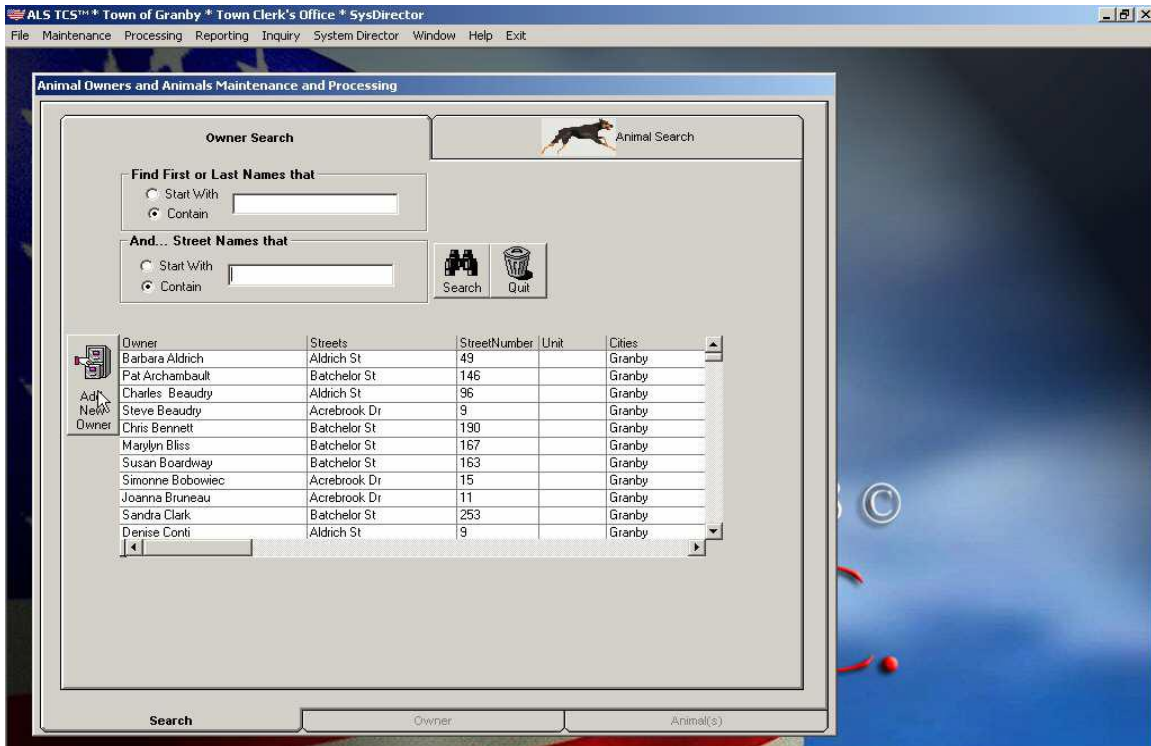 ALS TCS™ * Town of Granby * Town Clerk's Office * SysDirector
File Maintenance Processing Reporting Inquiry System Director Window Help Exit
Animal Owners and Animals Maintenance and Processing
Owner Search
Animal Search
Find First or Last Names that
Start With
Contain
And... Street Names that
Start With
Contain
Search
Quit
Add
New
Owner
Owner Streets StreetNumber Unit Cities
Barbara Aldrich Aldrich St 49 Granby
Pat Archambault Batchelor St 146 Granby
Charles Beaudry Aldrich St 96 Granby
Steve Beaudry Acrebrook Dr 9 Granby
Chris Bennett Batchelor St 190 Granby
Marylyn Bliss Batchelor St 167 Granby
Susan Boardway Batchelor St 163 Granby
Simonne Bobowiec Acrebrook Dr 15 Granby
Joanna Bruneau Acrebrook Dr 11 Granby
Sandra Clark Batchelor St 253 Granby
Denise Conti Aldrich St 9 Granby
©
Search
Owner
Animal(s)